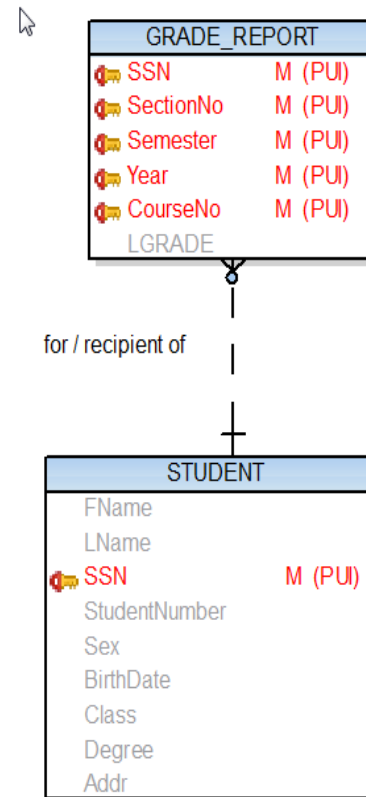 GRADE_REPORT
SSN M (PUI)
SectionNo M (PUI)
Semester M (PUI)
Year M (PUI)
CourseNo M (PUI)
LGRADE
for / recipient of
STUDENT
FName
LName
SSN M (PUI)
StudentNumber
Sex
BirthDate
Class
Degree
Addr